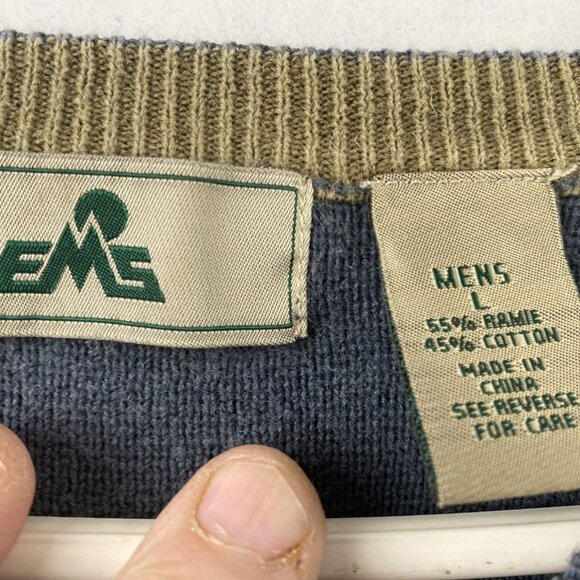 EMS
MENS
L
55% RAMIE
45% COTTON
MADE IN
CHINA
SEE REVERSE
FOR CARE